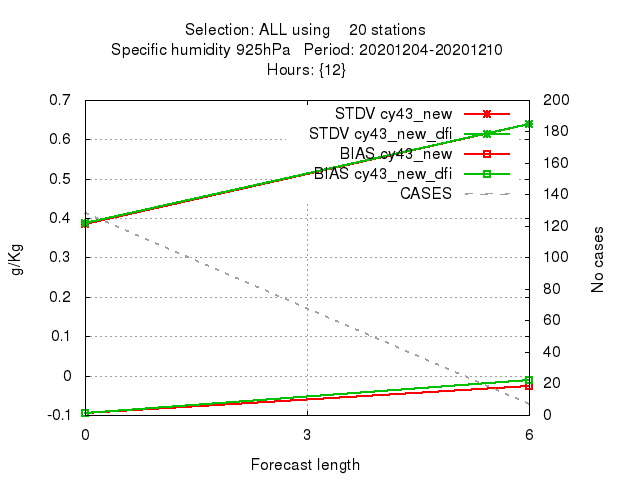 Selection: ALL using 20 stations
Specific humidity 925hPa Period: 20201204-20201210
Hours: {12}
0.7 200
STDV cy43_new
0.6 180
STDV cy43_new_dfi
160
BIAS cy43_new
0.5
BIAS cy43_new_dfi
140
CASES
0.4 120
g/Kg
No cases
0.3 100
0.2 80
60
0.1 40
0 20
-0.1 0
0 3 6
Forecast length